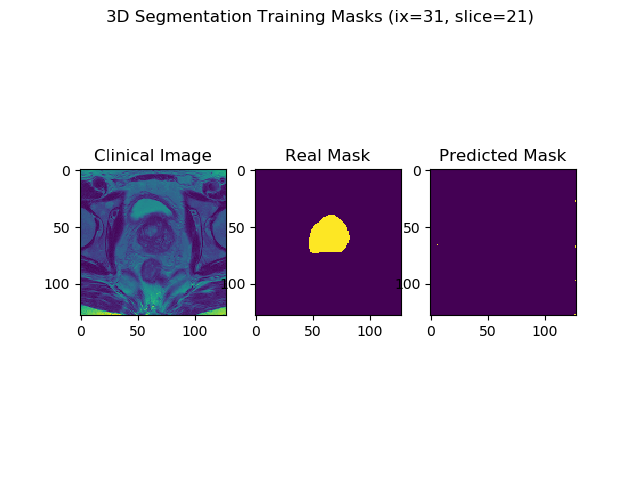 3D Segmentation Training Masks (ix=31, slice=21)
Clinical Image Real Mask Predicted Mask
0 0 0
50 50 50
100 100 100
0 50 100 0 50 100 0 50 100